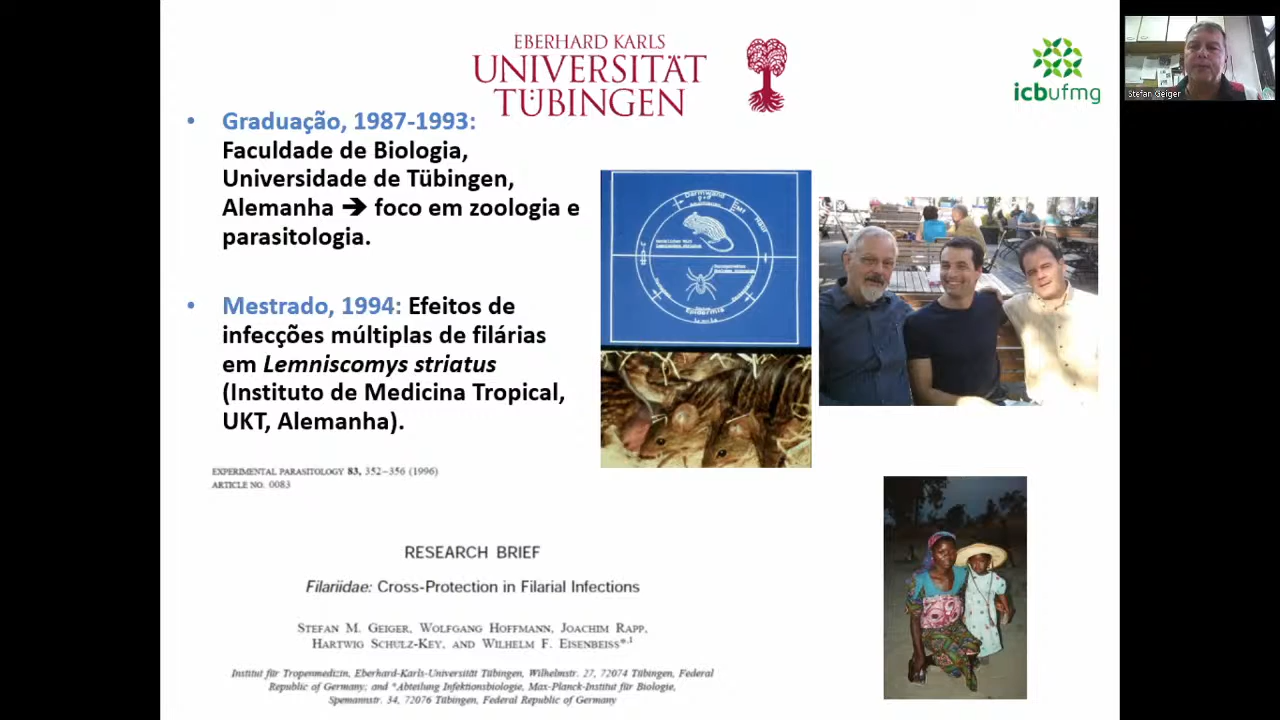 EBERHARD KARLS
UNIVERSITÄT
TÜBINGEN
icbufmg
Stefan Geiger
• Graduação, 1987-1993:
Faculdade de Biologia,
Universidade de Tübingen,
Alemanha ➔ foco em zoologia e
parasitologia.
• Mestrado, 1994: Efeitos de
infecções múltiplas de filárias
em Lemniscomys striatus
(Instituto de Medicina Tropical,
UKT, Alemanha).
Darmwand
Epidermis
EXPERIMENTAL PARASITOLOGY 83, 352–356 (1996)
ARTICLE NO. 0083
RESEARCH BRIEF
Filariidae: Cross-Protection in Filarial Infections
STEFAN M. GEIGER, WOLFGANG HOFFMANN, JOACHIM RAPP,
HARTWIG SCHULZ-KEY, AND WILHELM F. EISENBEISS*,1
Institut für Tropenmedizin, Eberhard-Karls-Universität Tübingen, Wilhelmstr. 27, 72074 Tübingen, Federal
Republic of Germany; and *Abteilung Infektionsbiologie, Max-Planck-Institut für Biologie,
Spemannstr. 34, 72076 Tübingen, Federal Republic of Germany